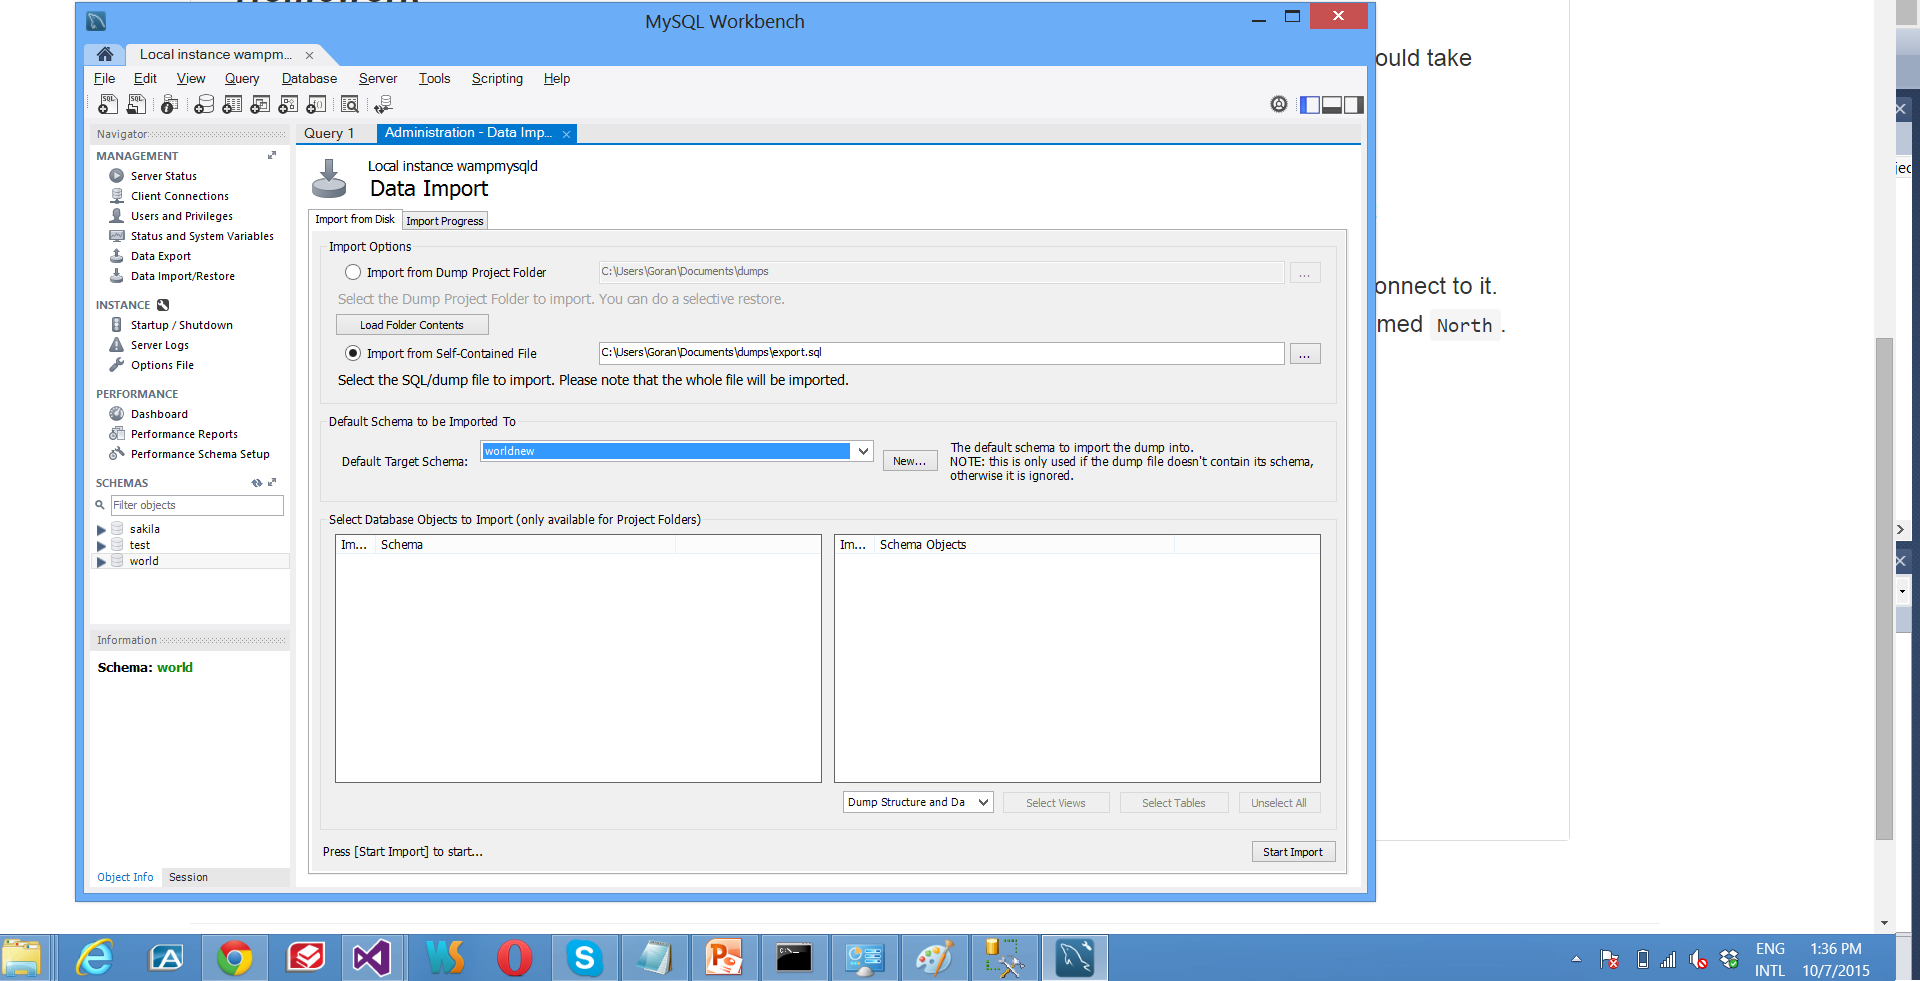 MySQL Workbench
Local instance wampm...
File Edit View Query Database Server Tools Scripting Help
Navigator
MANAGEMENT
Server Status
Client Connections
Users and Privileges
Status and System Variables
Data Export
Data Import/Restore
INSTANCE
Startup / Shutdown
Server Logs
Options File
PERFORMANCE
Dashboard
Performance Reports
Performance Schema Setup
SCHEMAS
Filter objects
sakila
test
world
Information
Schema: world
Object Info Session
Query 1 Administration - Data Imp...
Local instance wampmysqld
Data Import
Import from Disk Import Progress
Import Options
Import from Dump Project Folder C:\Users\Goran\Documents\dumps ...
Select the Dump Project Folder to import. You can do a selective restore.
Load Folder Contents
Import from Self-Contained File C:\Users\Goran\Documents\dumps\export.sql ...
Select the SQL/dump file to import. Please note that the whole file will be imported.
Default Schema to be Imported To
Default Target Schema: worldnew New...
The default schema to import the dump into.
NOTE: this is only used if the dump file doesn't contain its schema,
otherwise it is ignored.
Select Database Objects to Import (only available for Project Folders)
Im... Schema
Im... Schema Objects
Dump Structure and Da Select Views Select Tables Unselect All
Press [Start Import] to start...
Start Import
ould take
onnect to it.
med North.
jec
ENG 1:36 PM
INTL 10/7/2015